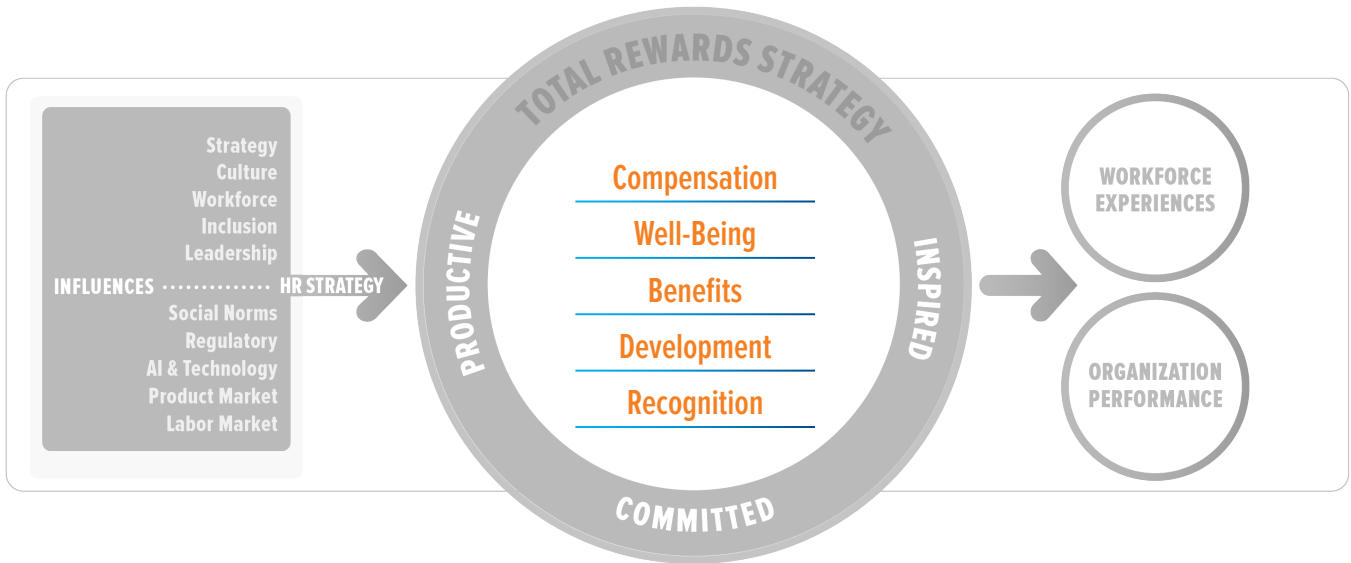 Strategy
Culture
Workforce
Inclusion
Leadership
INFLUENCES
HR STRATEGY
Social Norms
Regulatory
AI & Technology
Product Market
Labor Market
TOTAL REWARDS STRATEGY
PRODUCTIVE
Compensation
Well-Being
Benefits
Development
Recognition
INSPIRED
COMMITTED
WORKFORCE
EXPERIENCES
ORGANIZATION
PERFORMANCE